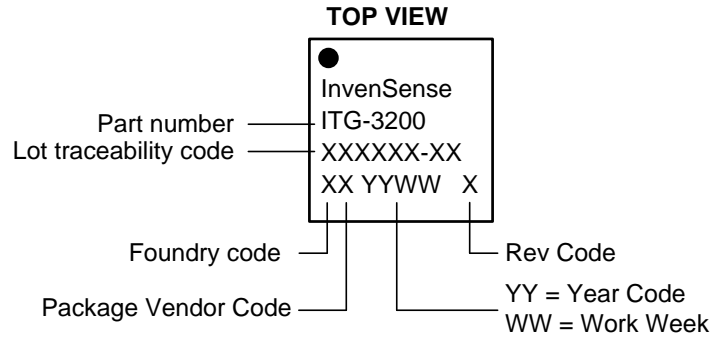 TOP VIEW
InvenSense
Part number
ITG-3200
Lot traceability code
XXXXXX-XX
XX YYWW X
Foundry code
Rev Code
Package Vendor Code
YY = Year Code
WW = Work Week